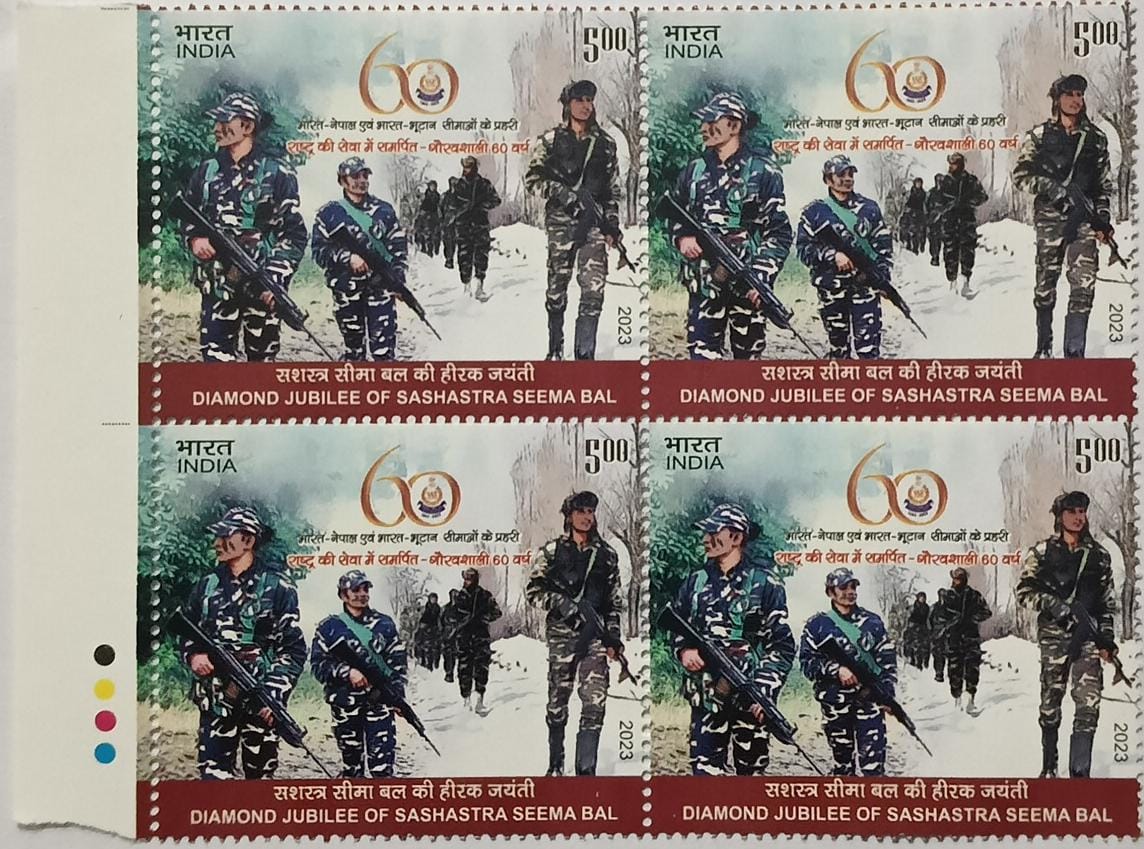 भारत
INDIA
500
60
भारत-नेपाल एवं भारत-भूटान सीमाओं के प्रहरी
राष्ट्र की सेवा में समर्पित-गौरवशाली 60 वर्ष
2023
सशस्त्र सीमा बल की हीरक जयंती
DIAMOND JUBILEE OF SASHASTRA SEEMA BAL
भारत
INDIA
500
60
भारत-नेपाल एवं भारत-भूटान सीमाओं के प्रहरी
राष्ट्र की सेवा में समर्पित-गौरवशाली 60 वर्ष
2023
सशस्त्र सीमा बल की हीरक जयंती
DIAMOND JUBILEE OF SASHASTRA SEEMA BAL
भारत
INDIA
500
60
भारत-नेपाल एवं भारत-भूटान सीमाओं के प्रहरी
राष्ट्र की सेवा में समर्पित-गौरवशाली 60 वर्ष
2023
सशस्त्र सीमा बल की हीरक जयंती
DIAMOND JUBILEE OF SASHASTRA SEEMA BAL
भारत
INDIA
500
60
भारत-नेपाल एवं भारत-भूटान सीमाओं के प्रहरी
राष्ट्र की सेवा में समर्पित-गौरवशाली 60 वर्ष
2023
सशस्त्र सीमा बल की हीरक जयंती
DIAMOND JUBILEE OF SASHASTRA SEEMA BAL